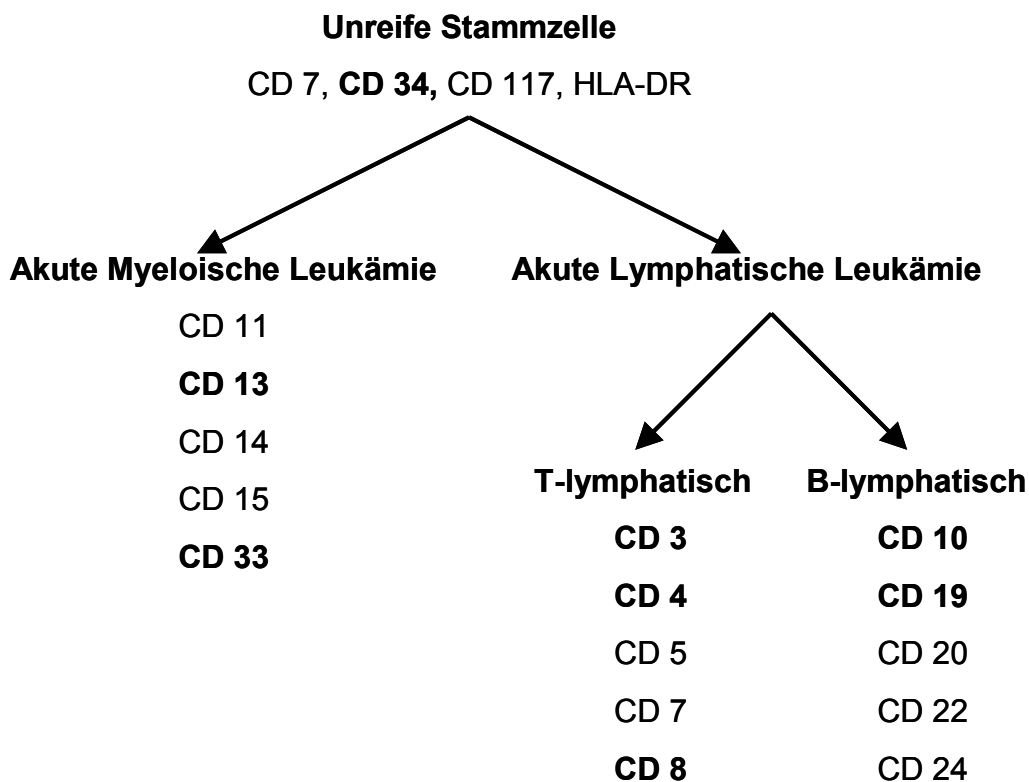 Unreife Stammzelle
CD 7, CD 34, CD 117, HLA-DR
Akute Myeloische Leukämie
CD 11
CD 13
CD 14
CD 15
CD 33
Akute Lymphatische Leukämie
T-lymphatisch
CD 3
CD 4
CD 5
CD 7
CD 8
B-lymphatisch
CD 10
CD 19
CD 20
CD 22
CD 24